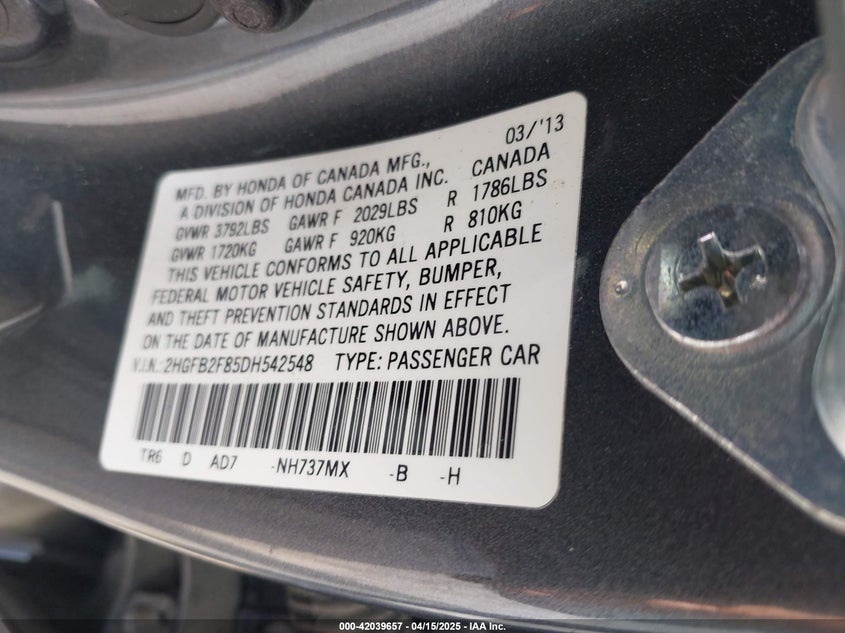 03/'13
MFD. BY HONDA OF CANADA MFG.,
A DIVISION OF HONDA CANADA INC. CANADA
GVWR 3792LBS GAWR F 2029LBS R 1786LBS
GVWR 1720KG GAWR F 920KG R 810KG
THIS VEHICLE CONFORMS TO ALL APPLICABLE
FEDERAL MOTOR VEHICLE SAFETY, BUMPER,
AND THEFT PREVENTION STANDARDS IN EFFECT
ON THE DATE OF MANUFACTURE SHOWN ABOVE.
V.I.N.:2HGFB2F85DH542548 TYPE: PASSENGER CAR
TR6 D AD7 -NH737MX -B -H
000-42039657 - 04/15/2025 - IAA Inc.